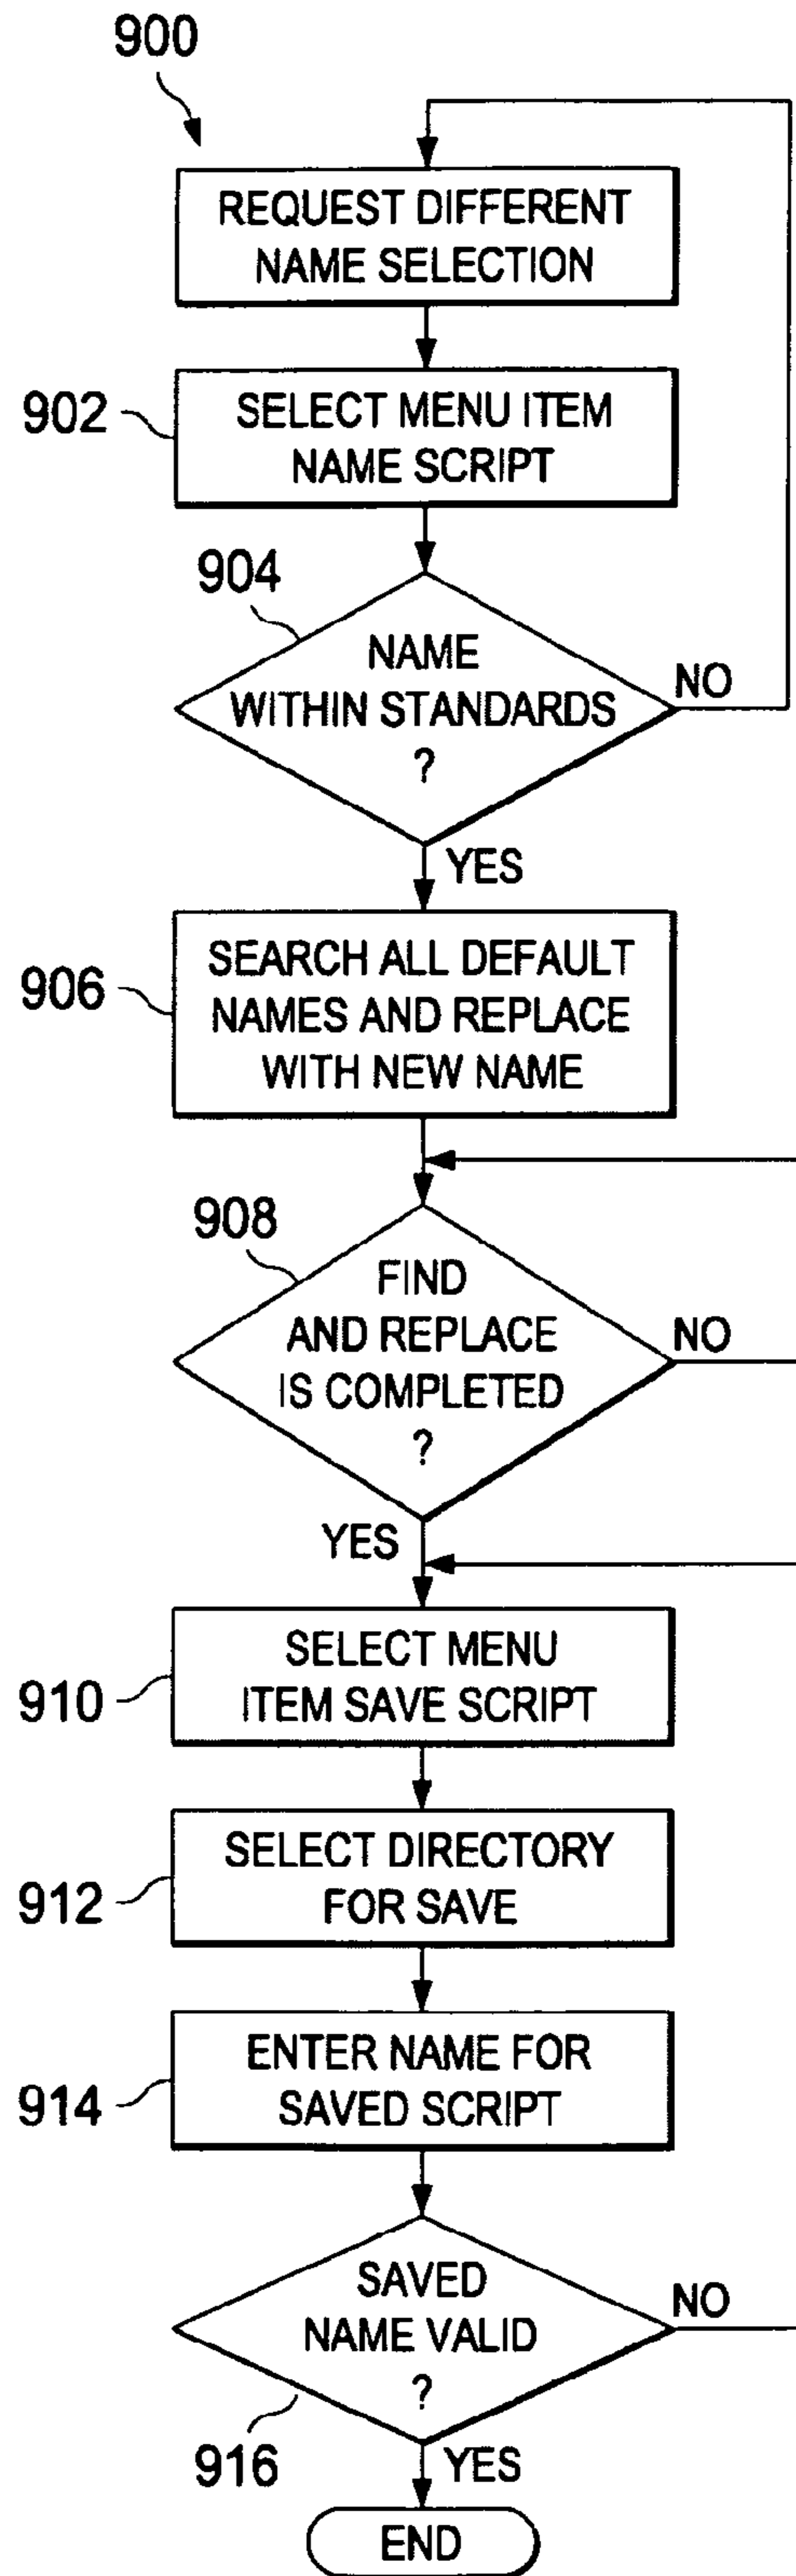 900
REQUEST DIFFERENT
NAME SELECTION
902
SELECT MENU ITEM
NAME SCRIPT
904
NAME
WITHIN STANDARDS
?
NO
YES
906
SEARCH ALL DEFAULT
NAMES AND REPLACE
WITH NEW NAME
908
FIND
AND REPLACE
IS COMPLETED
?
NO
YES
910
SELECT MENU
ITEM SAVE SCRIPT
912
SELECT DIRECTORY
FOR SAVE
914
ENTER NAME FOR
SAVED SCRIPT
SAVED
NAME VALID
?
NO
916
YES
END